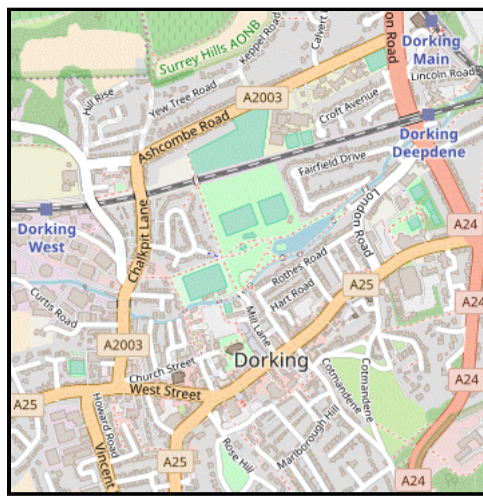 Surrey Hills AONB
Keppel Road
Calvert
on Road
Dorking
Main
Lincoln Road
Hill Rise
Yew Tree Road
A2003
Croft Avenue
Ashcombe Road
Dorking
Deepdene
Fairfield Drive
Dorking
West
Chalkpit Lane
London Road
A24
Rothes Road
Hart Road
A25
Curtis Road
Mill Lane
A24
A2003
Dorking
Church Street
West Street
Cotmandene
Cotmandene
A24
A25
Howard Road
Vincent
A25
Rose Hill
Marlborough Hill
A24